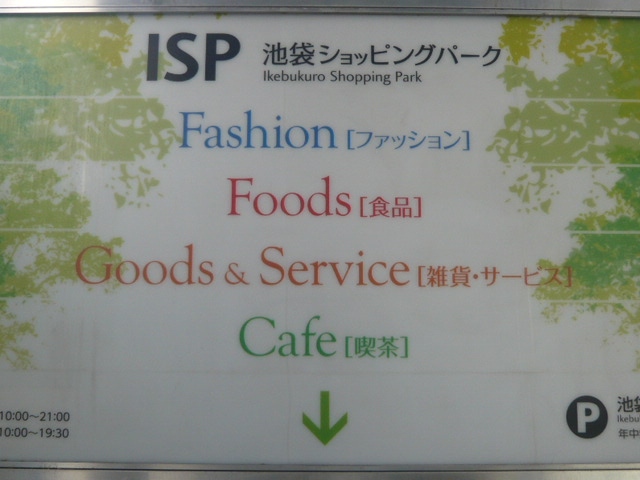 ISP 池袋ショッピングパーク
Ikebukuro Shopping Park
Fashion [ファッション]
Foods [食品]
Goods & Service [雑貨・サービス]
Cafe [喫茶]
10:00～21:00
10:00～19:30
P 池袋
年中